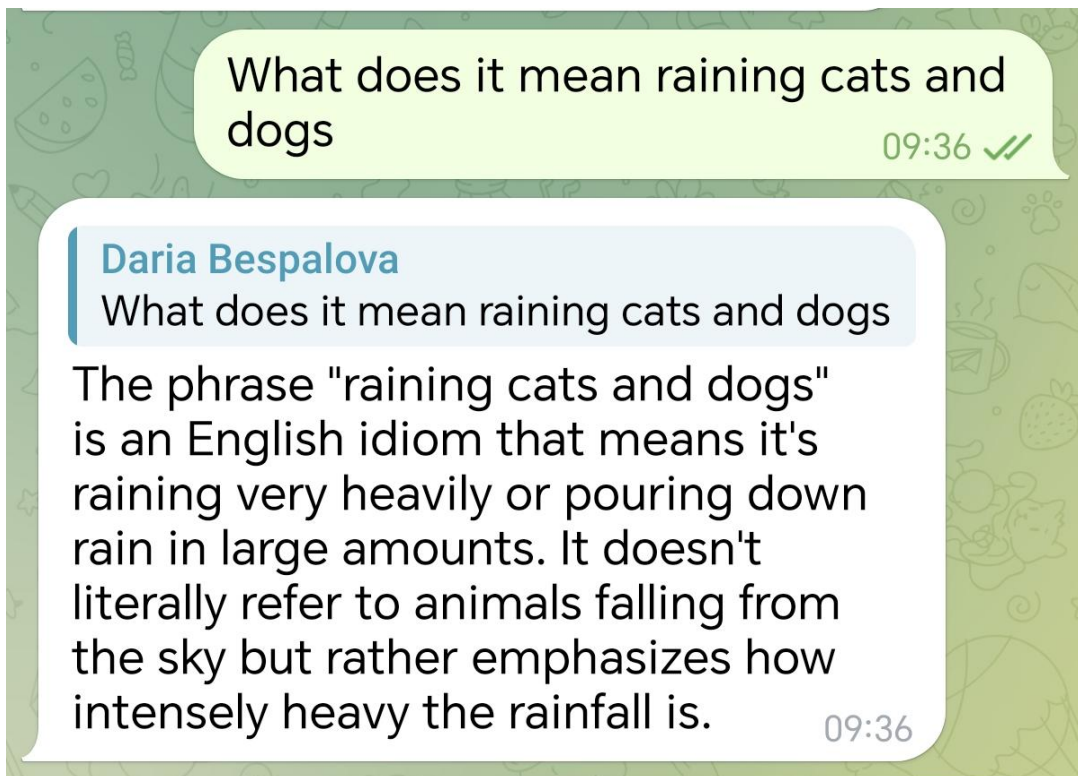 What does it mean raining cats and
dogs
09:36
Daria Bespalova
What does it mean raining cats and dogs
The phrase "raining cats and dogs"
is an English idiom that means it's
raining very heavily or pouring down
rain in large amounts. It doesn't
literally refer to animals falling from
the sky but rather emphasizes how
intensely heavy the rainfall is.
09:36